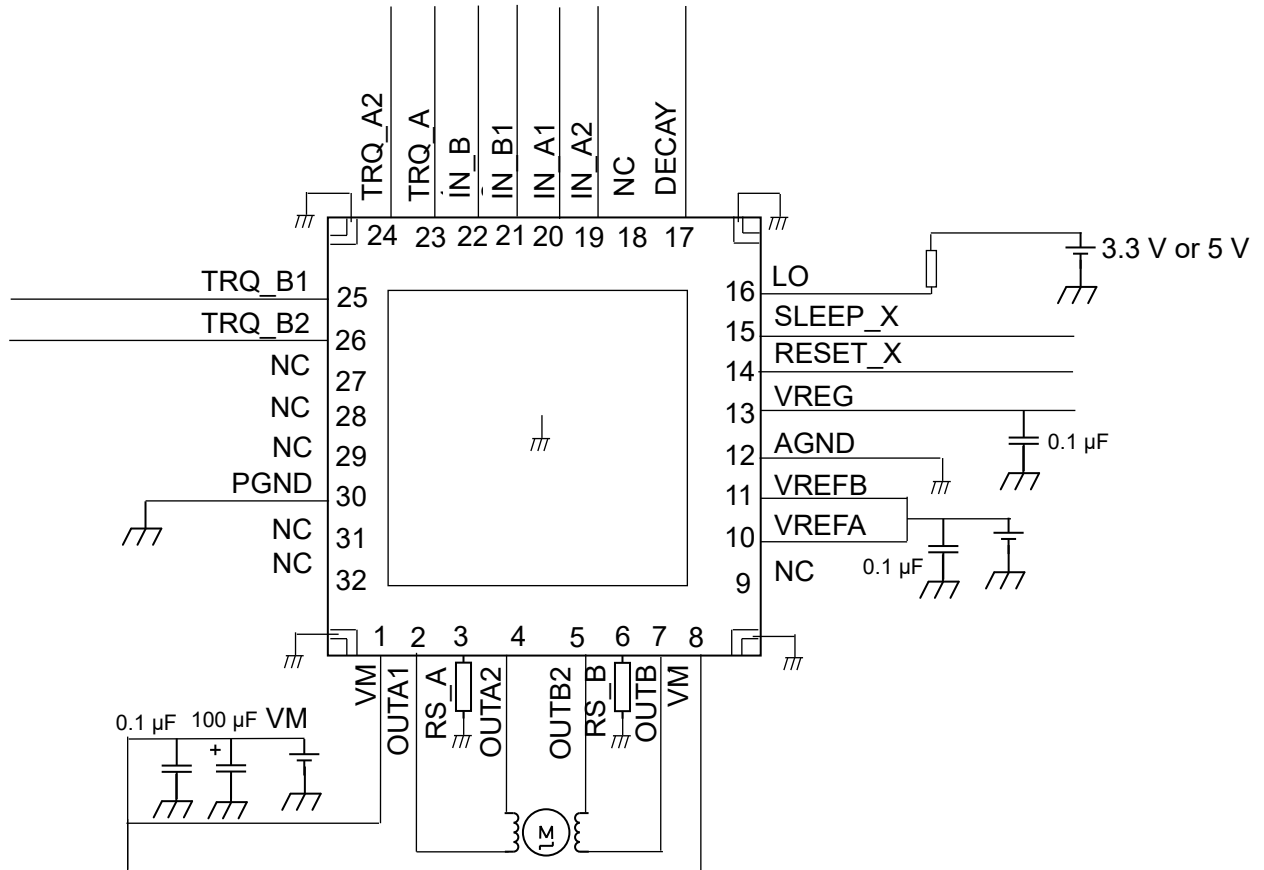 TRQ_A2
TRQ_A
IN_B
IN_B1
IN_A1
IN_A2
NC
DECAY
24 23 22 21 20 19 18 17
TRQ_B1 25
TRQ_B2 26
NC 27
NC 28
NC 29
PGND 30
NC 31
NC 32
16 LO
3.3 V or 5 V
15 SLEEP_X
14 RESET_X
13 VREG
0.1 µF
12 AGND
11 VREFB
10 VREFA
0.1 µF
9 NC
1 2 3 4 5 6 7 8
VM
OUTA1
RS_A
OUTA2
OUTB2
RS_B
OUTB
VM
0.1 µF 100 µF VM
+
M